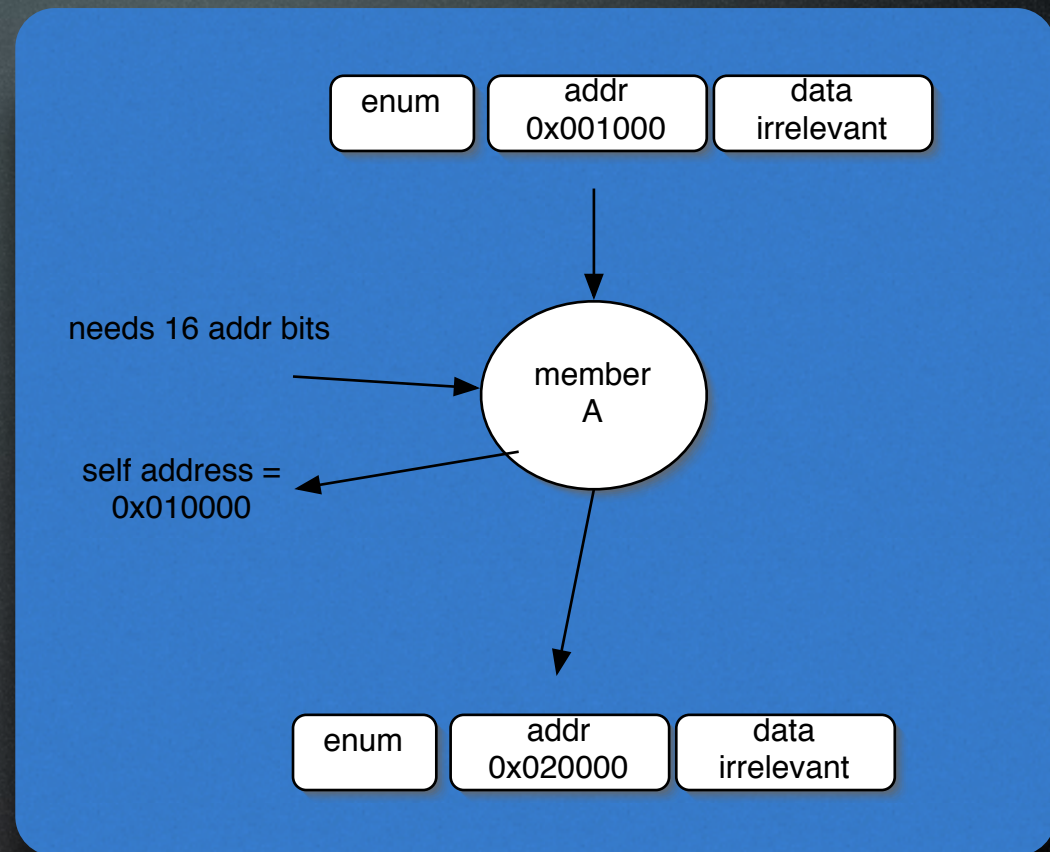 enum
addr
0x001000
data
irrelevant
needs 16 addr bits
member
A
self address =
0x010000
enum
addr
0x020000
data
irrelevant